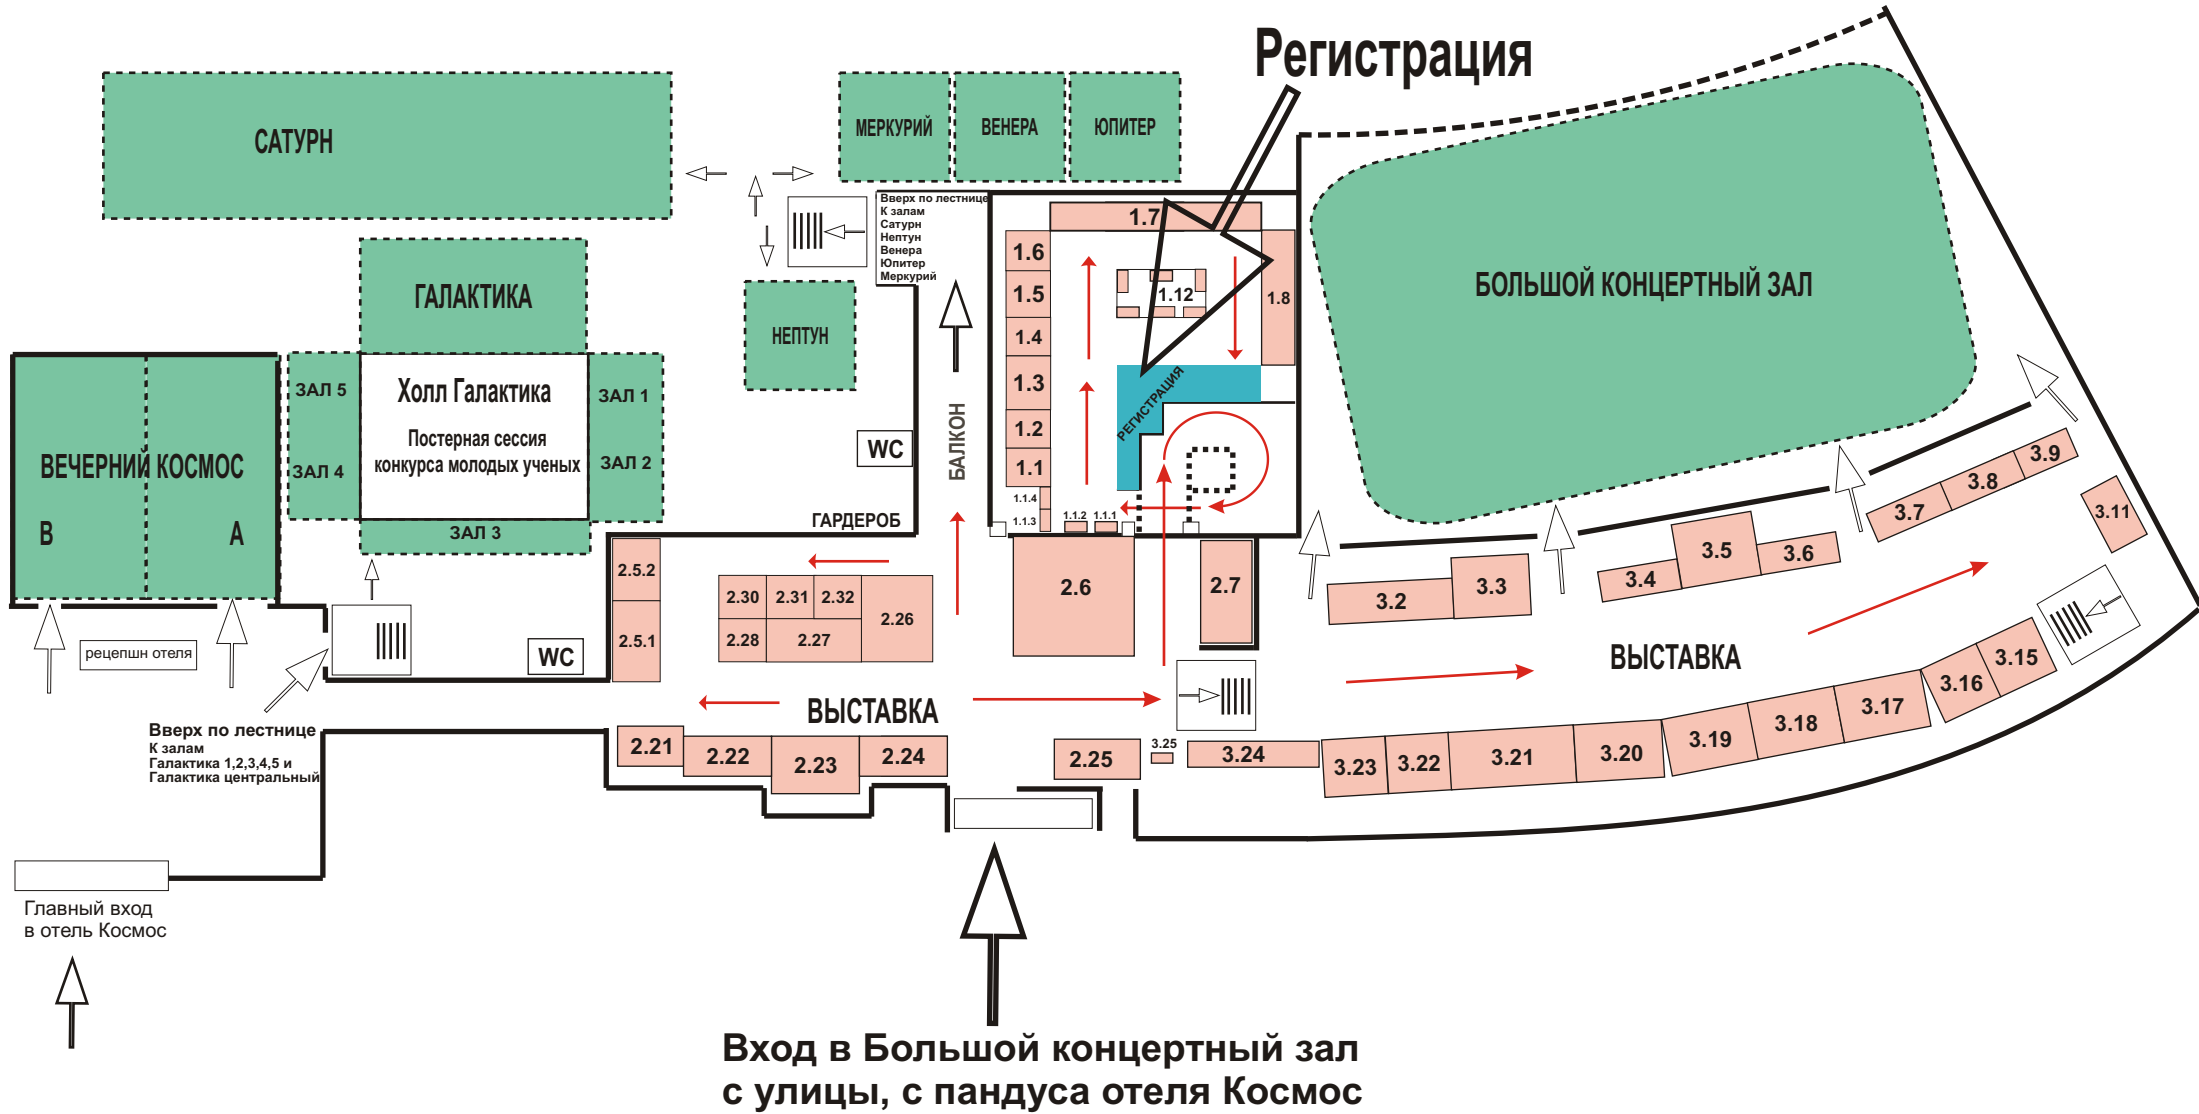 Регистрация
САТУРН
МЕРКУРИЙ
ВЕНЕРА
ЮПИТЕР
Вверх по лестнице
К залам
Сатурн
Нептун
Венера
Юпитер
Меркурий
ГАЛАКТИКА
НЕПТУН
БОЛЬШОЙ КОНЦЕРТНЫЙ ЗАЛ
1.7
1.6
1.5
1.4
1.3
1.2
1.1
1.1.4
1.1.3
1.1.2
1.1.1
1.12
1.8
РЕГИСТРАЦИЯ
БАЛКОН
WC
ГАРДЕРОБ
ЗАЛ 5
ЗАЛ 4
Холл Галактика
Постерная сессия
конкурса молодых ученых
ЗАЛ 1
ЗАЛ 2
ЗАЛ 3
ВЕЧЕРНИЙ КОСМОС
В
А
рецепшн отеля
WC
Вверх по лестнице
К залам
Галактика 1,2,3,4,5 и
Галактика центральный
2.5.2
2.5.1
2.30
2.31
2.32
2.26
2.28
2.27
2.6
2.7
ВЫСТАВКА
2.21
2.22
2.23
2.24
2.25
3.25
3.24
3.2
3.3
3.4
3.5
3.6
3.7
3.8
3.9
3.11
ВЫСТАВКА
3.23
3.22
3.21
3.20
3.19
3.18
3.17
3.16
3.15
Главный вход
в отель Космос
Вход в Большой концертный зал
с улицы, с пандуса отеля Космос